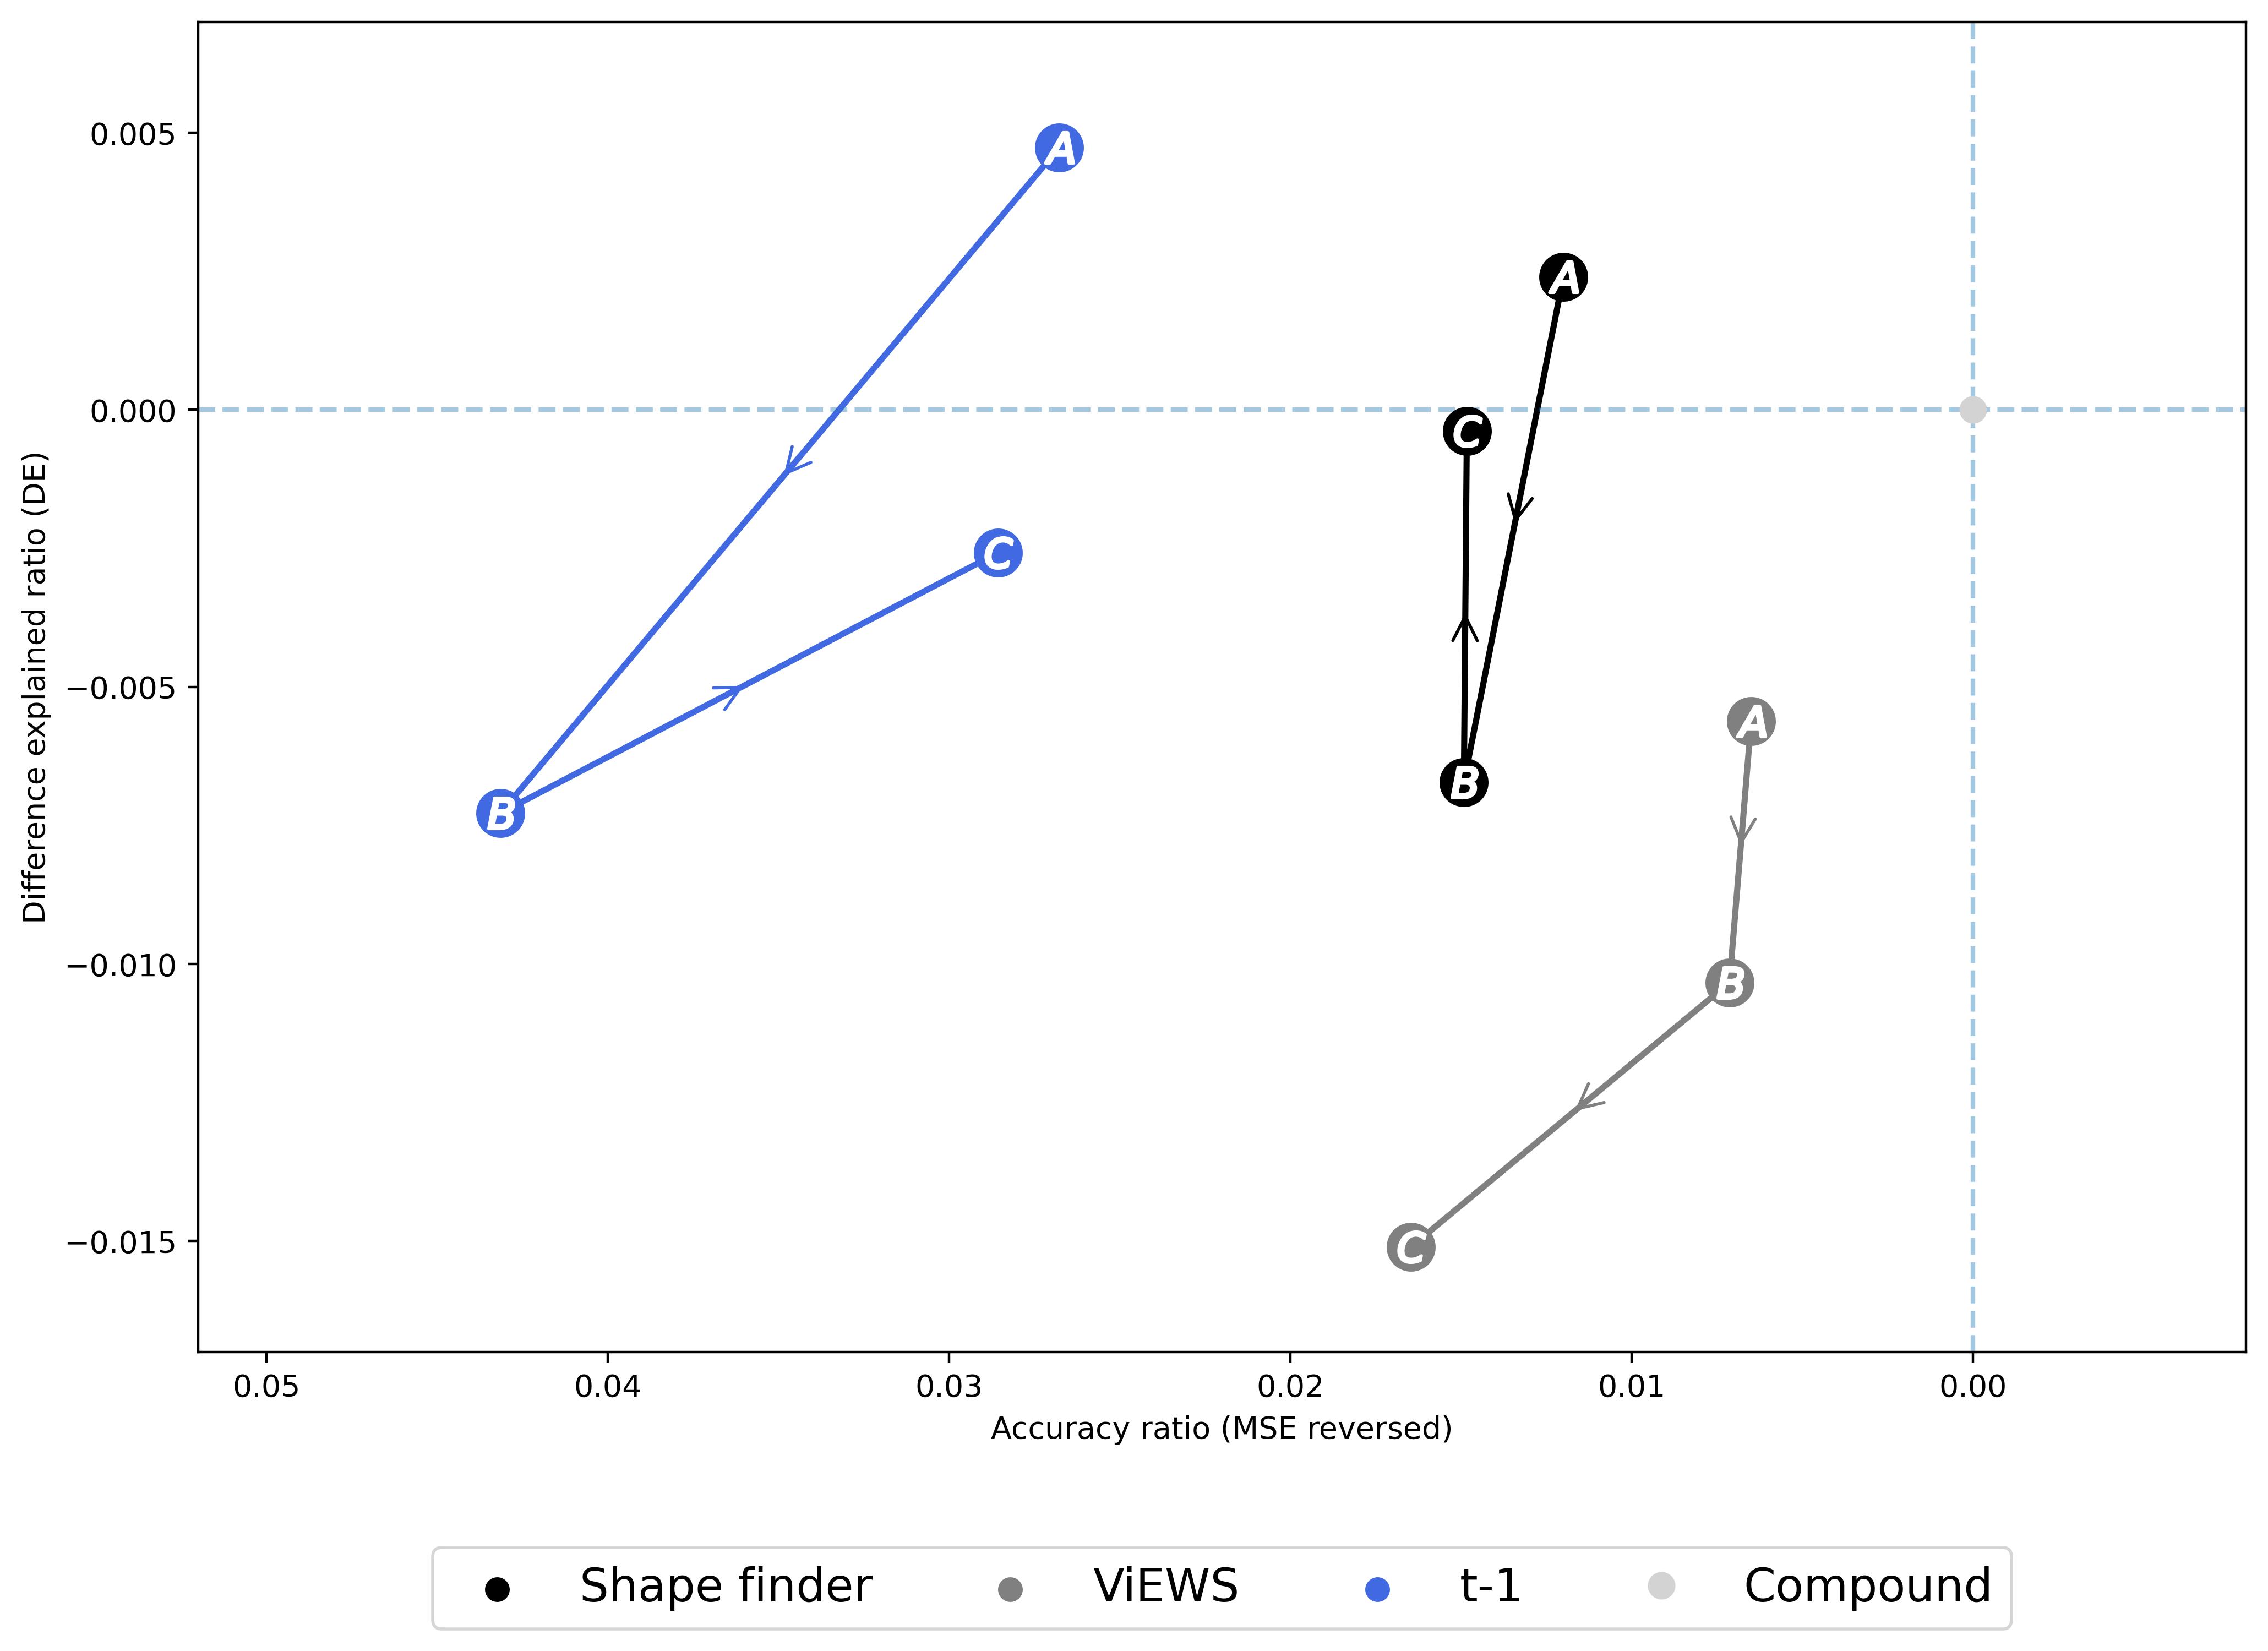 0.005
0.000
−0.005
−0.010
−0.015
Difference explained ratio (DE)
A
A
C
C
A
B
B
B
C
0.05 0.04 0.03 0.02 0.01 0.00
Accuracy ratio (MSE reversed)
Shape finder ViEWS t-1 Compound